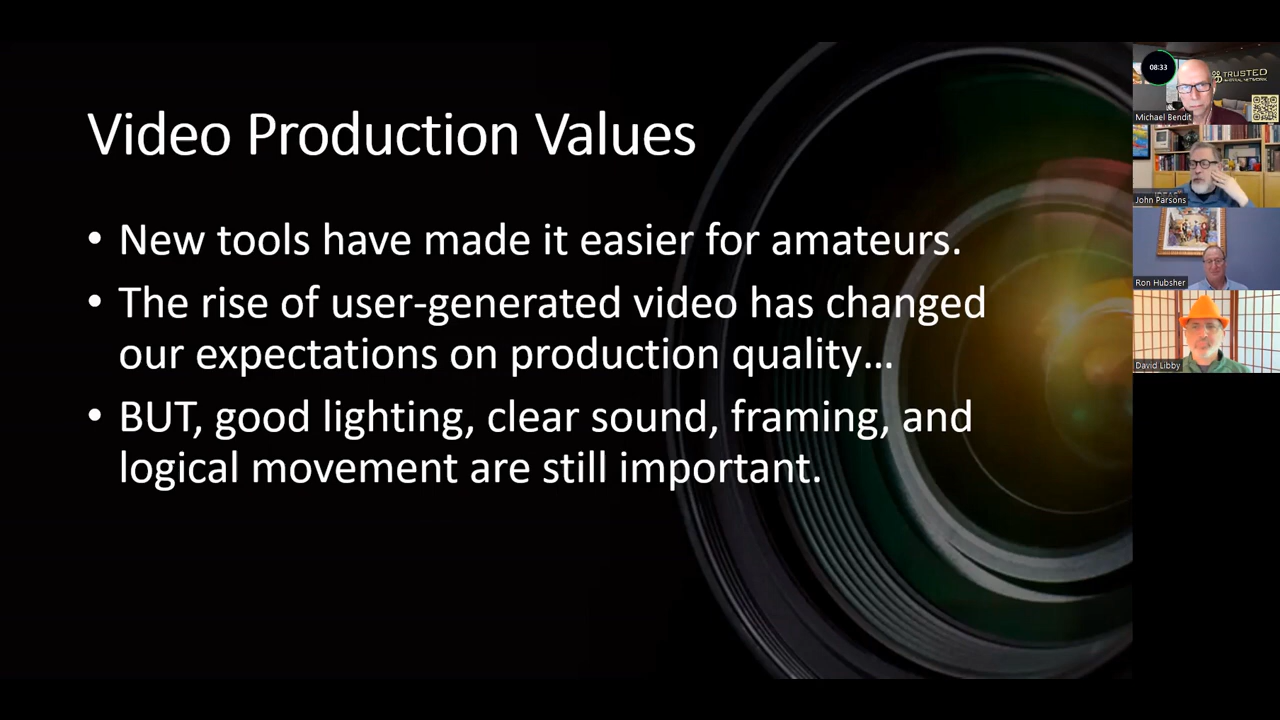 Video Production Values
• New tools have made it easier for amateurs.
• The rise of user-generated video has changed
our expectations on production quality...
• BUT, good lighting, clear sound, framing, and
logical movement are still important.
08:33
TRUSTED
Michael Bendit
John Parsons
Ron Hubsher
David Libby